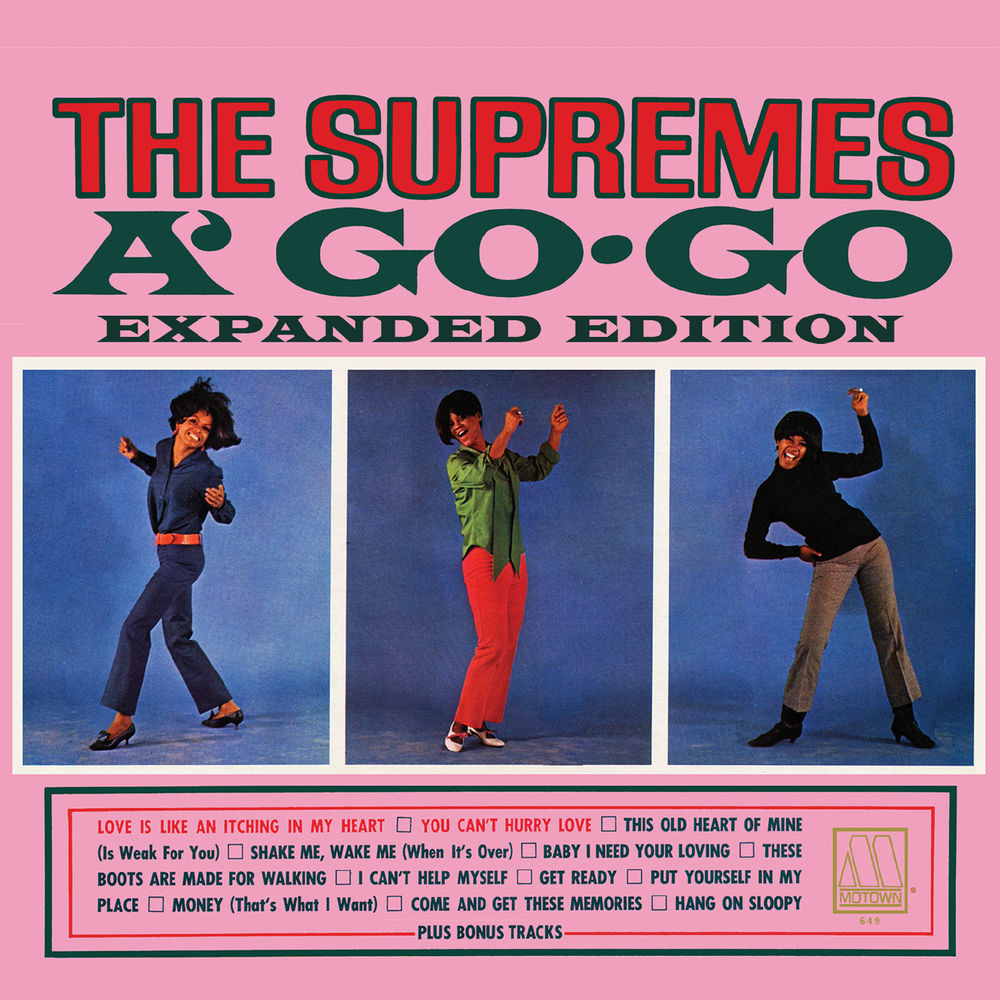 THE SUPREMES
A' GO·GO
EXPANDED EDITION
LOVE IS LIKE AN ITCHING IN MY HEART □ YOU CAN'T HURRY LOVE □ THIS OLD HEART OF MINE
(Is Weak For You) □ SHAKE ME, WAKE ME (When It's Over) □ BABY I NEED YOUR LOVING □ THESE
BOOTS ARE MADE FOR WALKING □ I CAN'T HELP MYSELF □ GET READY □ PUT YOURSELF IN MY
PLACE □ MONEY (That's What I Want) □ COME AND GET THESE MEMORIES □ HANG ON SLOOPY
PLUS BONUS TRACKS
M
MOTOWN®
649